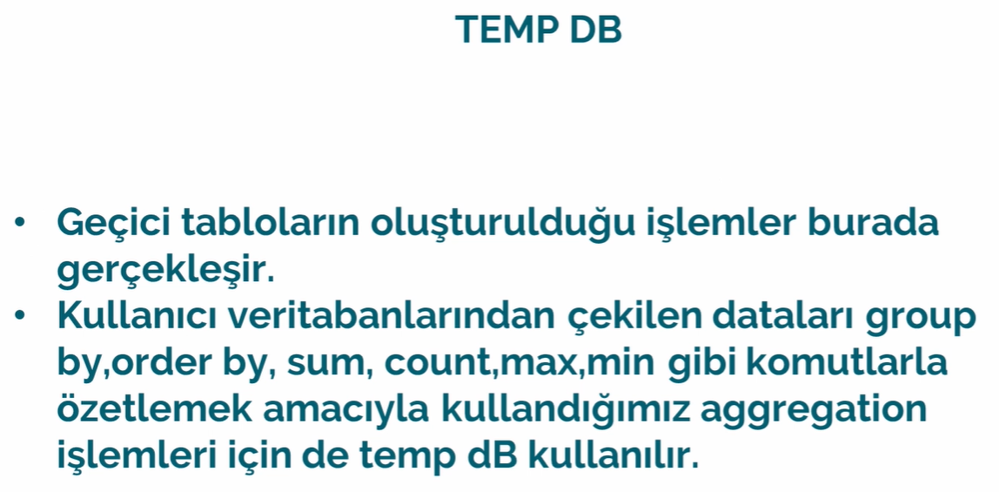 TEMP DB
• Geçici tabloların oluşturulduğu işlemler burada
gerçekleşir.
• Kullanıcı veritabanlarından çekilen dataları group
by,order by, sum, count,max,min gibi komutlarla
özetlemek amacıyla kullandığımız aggregation
işlemleri için de temp dB kullanılır.